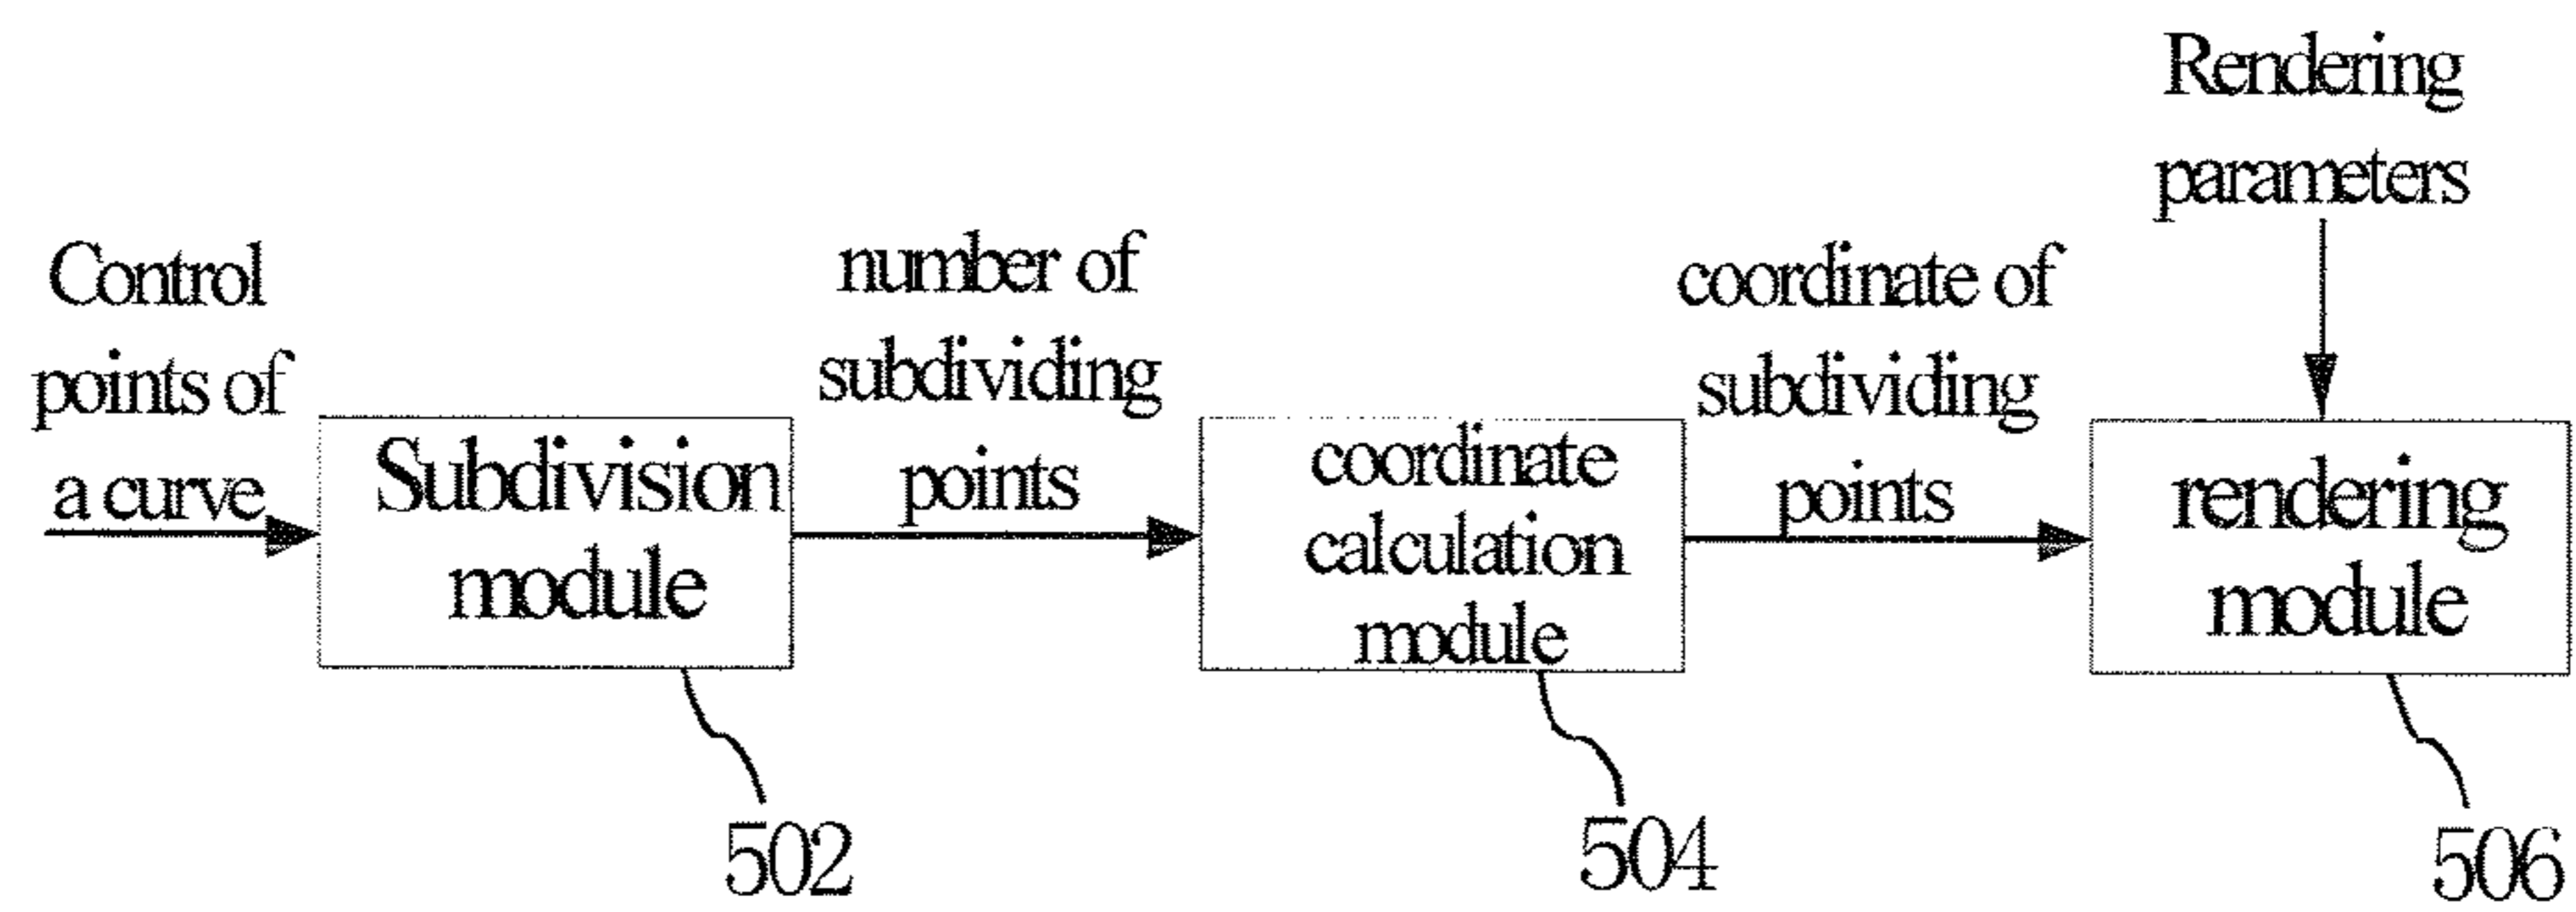 Control
points of
a curve
Subdivision
module
502
number of
subdividing
points
coordinate
calculation
module
504
coordinate of
subdividing
points
Rendering
parameters
rendering
module
506